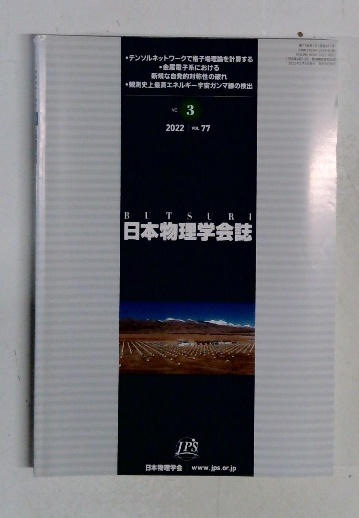 •テンソルネットワークで格子場理論を計算する
•金属電子系における
新規な自発的対称性の破れ
•観測史上最高エネルギー宇宙ガンマ線の検出
3
2022 VOL. 77
BUTSURI
日本物理学会誌
JPS
日本物理学会 www.jps.or.jp